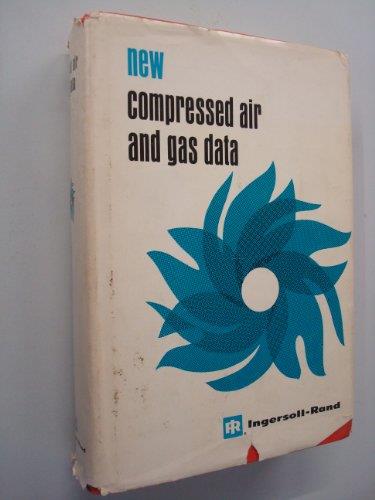 new
compressed air
and gas data
IR Ingersoll-Rand